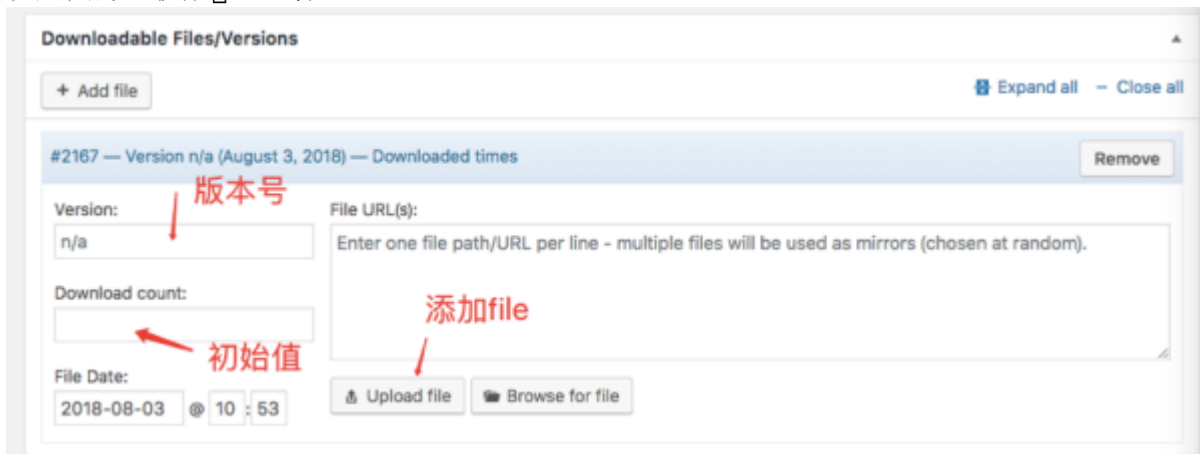 Downloadable Files/Versions
+ Add file
Expand all – Close all
#2167 — Version n/a (August 3, 2018) — Downloaded times
Remove
版本号
Version:
File URL(s):
n/a
Enter one file path/URL per line - multiple files will be used as mirrors (chosen at random).
Download count:
添加file
初始值
File Date:
2018-08-03 @ 10 : 53
Upload file
Browse for file